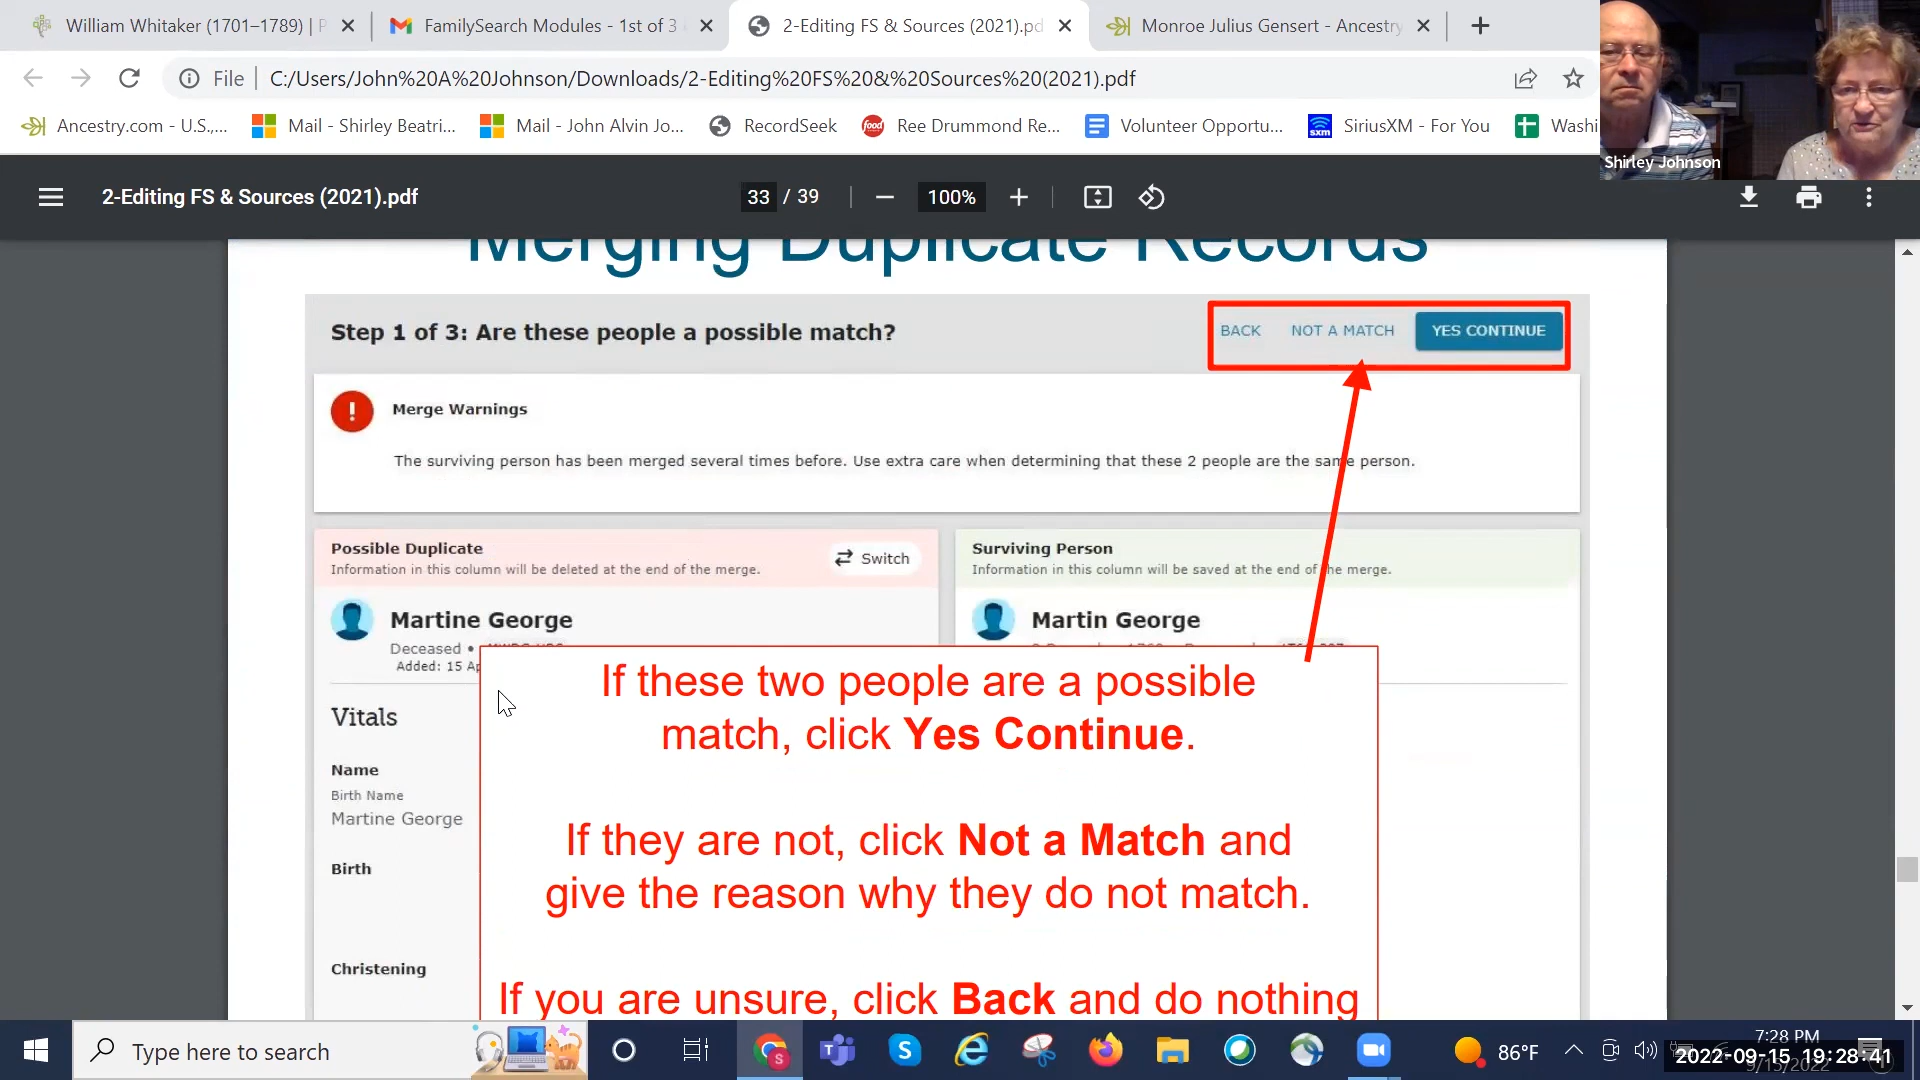 William Whitaker (1701–1789) | F
FamilySearch Modules - 1st of 3
2-Editing FS & Sources (2021).pd
Monroe Julius Gensert - Ancestry
File
C:/Users/John%20A%20Johnson/Downloads/2-Editing%20FS%20&%20Sources%20(2021).pdf
Ancestry.com - U.S.,...
Mail - Shirley Beatri...
Mail - John Alvin Jo...
RecordSeek
food
Ree Drummond Re...
Volunteer Opportu...
sxm
SiriusXM - For You
Washi
Shirley Johnson
2-Editing FS & Sources (2021).pdf
33 / 39
100%
Merging Duplicate Records
Step 1 of 3: Are these people a possible match?
BACK
NOT A MATCH
YES CONTINUE
Merge Warnings
The surviving person has been merged several times before. Use extra care when determining that these 2 people are the same person.
Possible Duplicate
Information in this column will be deleted at the end of the merge.
Switch
Surviving Person
Information in this column will be saved at the end of the merge.
Martine George
Deceased •
Added: 15 Ap
Martin George
Vitals
Name
Birth Name
Martine George
Birth
Christening
If these two people are a possible
match, click Yes Continue.
If they are not, click Not a Match and
give the reason why they do not match.
If you are unsure, click Back and do nothing
Type here to search
86°F
7:28 PM
9/15/2022
2022-09-15 19:28:41